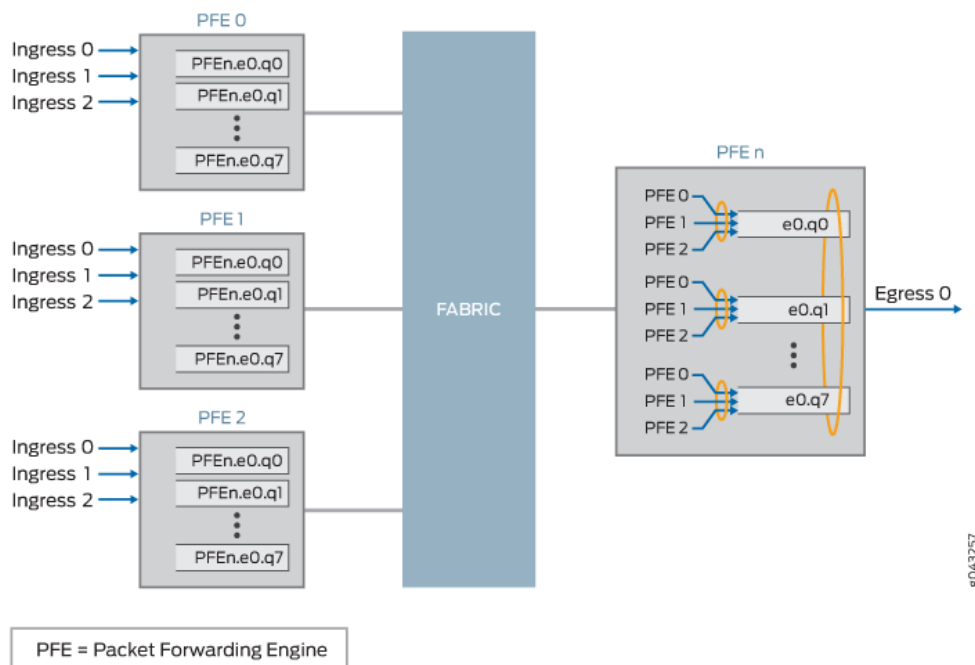 PFE 0
Ingress 0
Ingress 1
Ingress 2
PFEn.e0.q0
PFEn.e0.q1
PFEn.e0.q7
PFE 1
Ingress 0
Ingress 1
Ingress 2
PFEn.e0.q0
PFEn.e0.q1
PFEn.e0.q7
PFE 2
Ingress 0
Ingress 1
Ingress 2
PFEn.e0.q0
PFEn.e0.q1
PFEn.e0.q7
FABRIC
PFE n
PFE 0
PFE 1
PFE 2
e0.q0
PFE 0
PFE 1
PFE 2
e0.q1
PFE 0
PFE 1
PFE 2
e0.q7
Egress 0
g043257
PFE = Packet Forwarding Engine